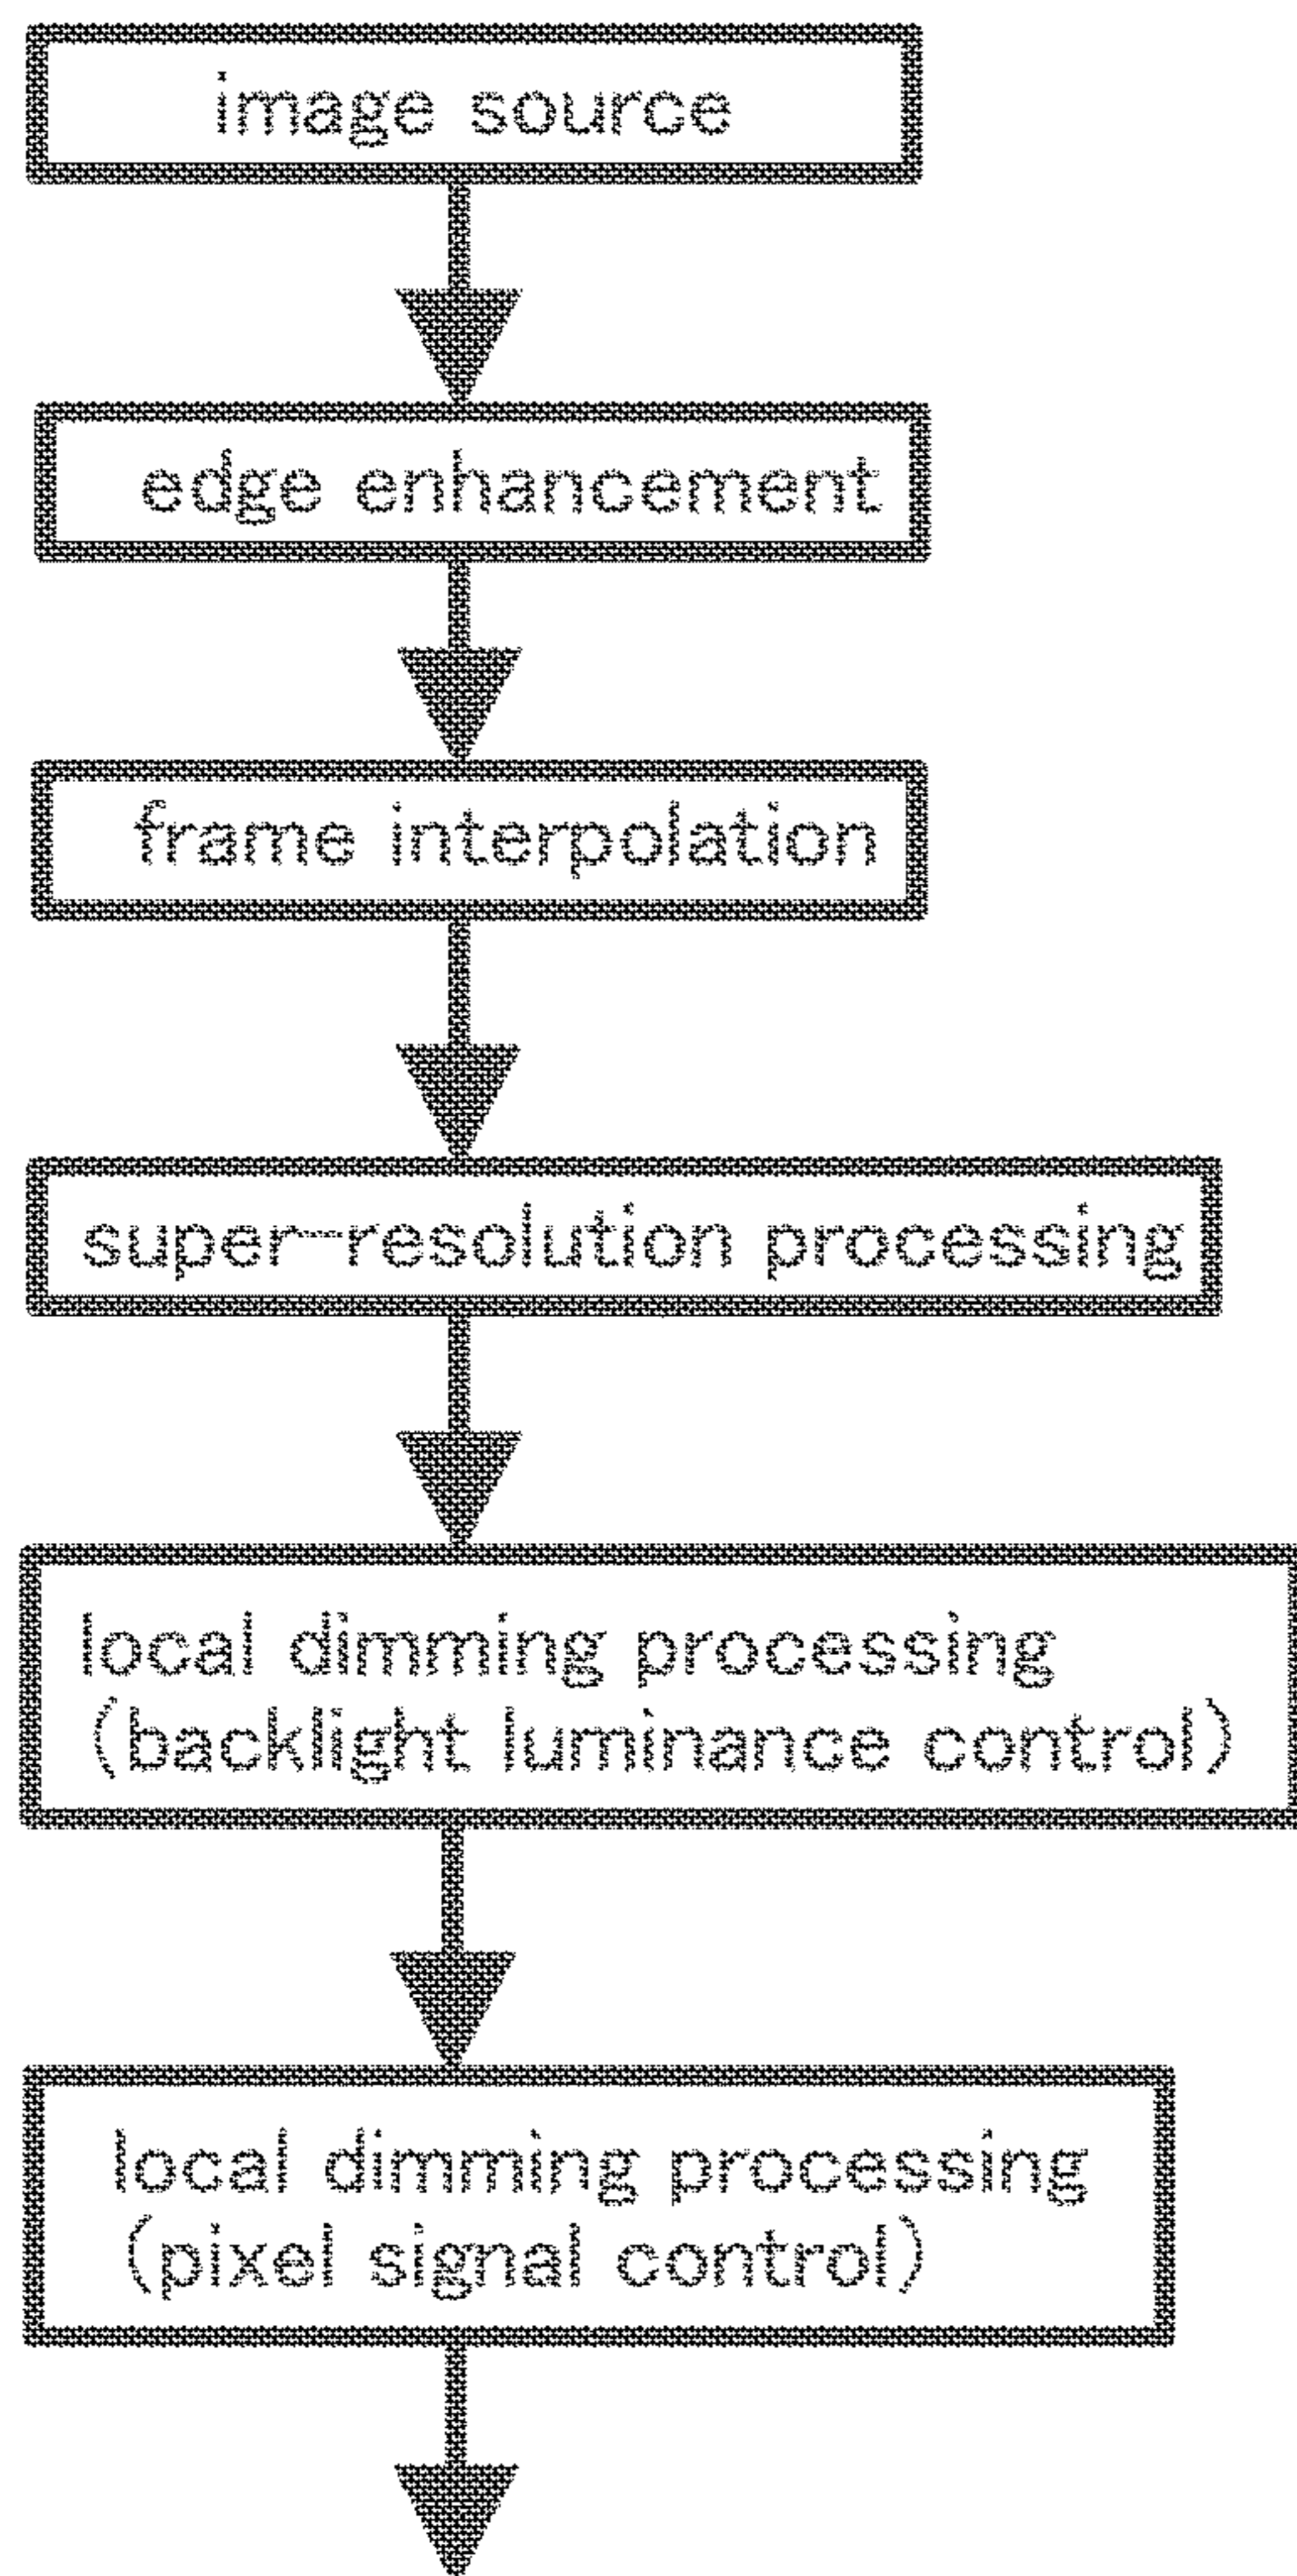 image source
edge enhancement
frame interpolation
super-resolution processing
local dimming processing
(backlight luminance control)
local dimming processing
(pixel signal control)